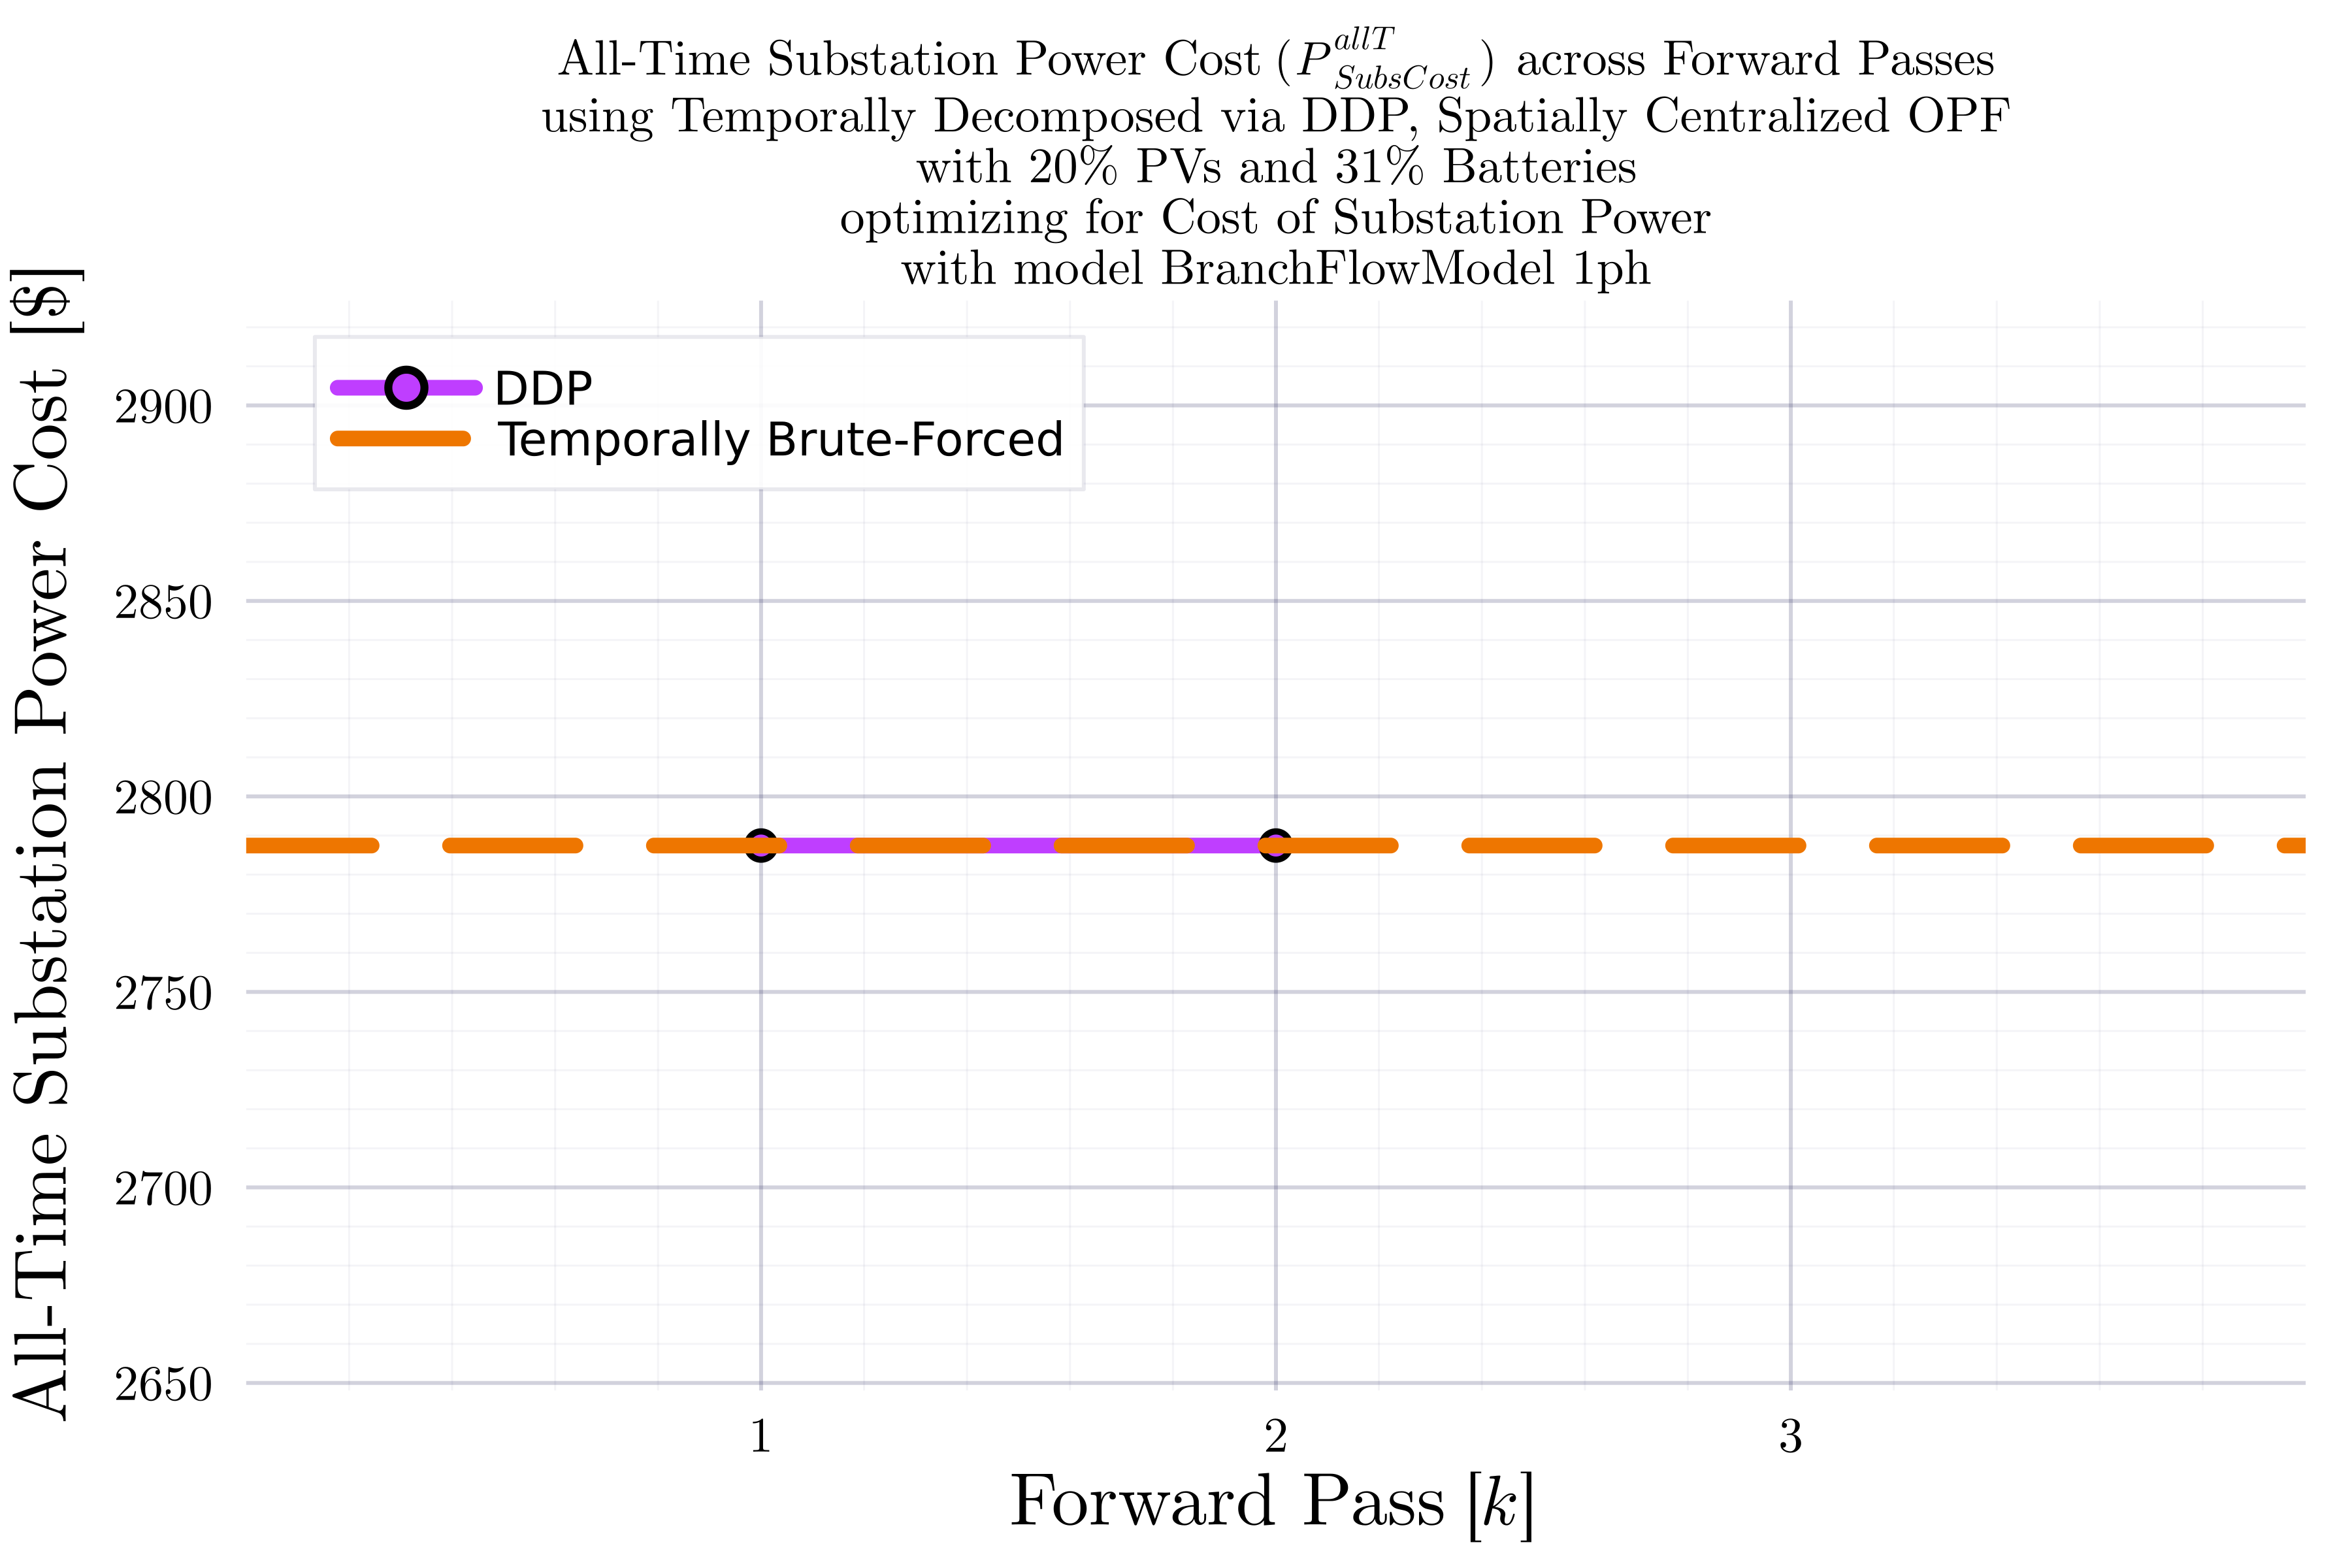 All-Time Substation Power Cost (P^{allT}_{SubsCost}) across Forward Passes
using Temporally Decomposed via DDP, Spatially Centralized OPF
with 20% PVs and 31% Batteries
optimizing for Cost of Substation Power
with model BranchFlowModel 1ph
All-Time Substation Power Cost [$]
DDP
Temporally Brute-Forced
2900
2850
2800
2750
2700
2650
1 2 3
Forward Pass [k]